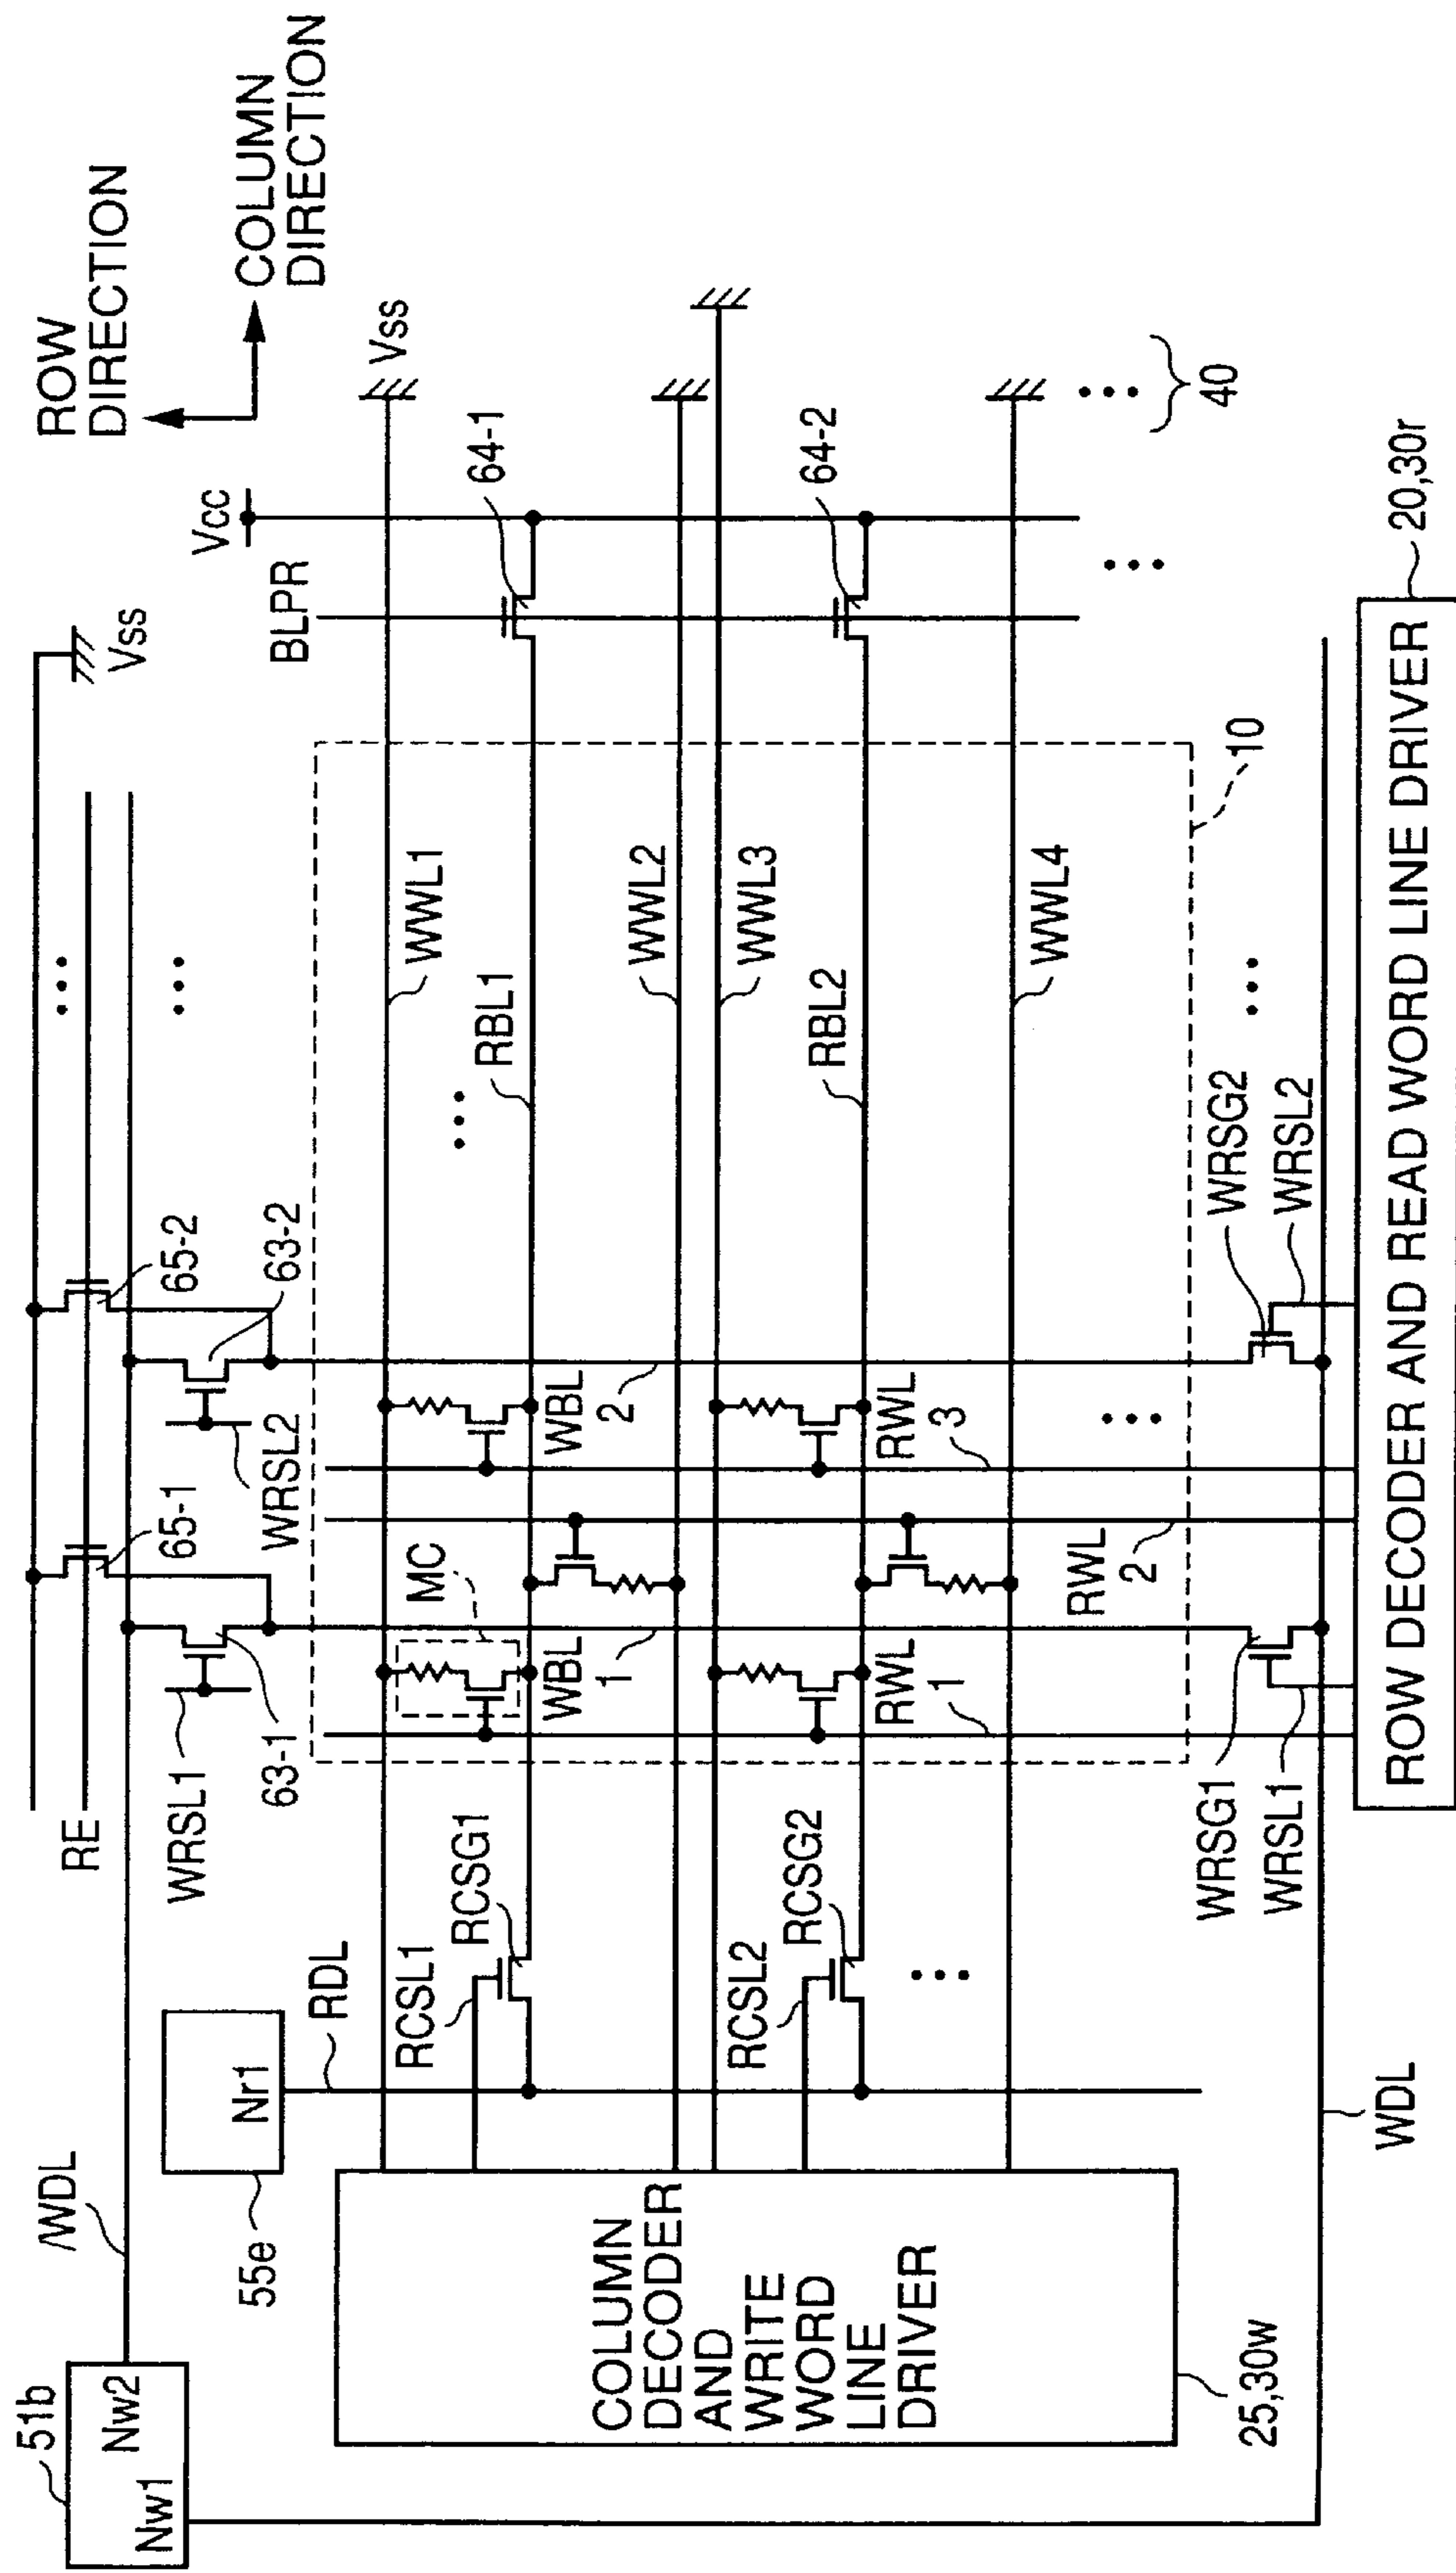 51b
Nw1
Nw2
/WDL
55e
Nr1
RDL
COLUMN
DECODER
AND
WRITE
WORD
LINE
DRIVER
25,30w
WDL
RE
WRSL1
63-1
65-1
WRSL2
63-2
65-2
Vss
ROW
DIRECTION
COLUMN
DIRECTION
RCSL1
RCSG1
RCSL2
RCSG2
MC
WBL
1
WBL
2
RWL
1
RWL
2
RWL
3
WWL1
RBL1
WWL2
WWL3
RBL2
WWL4
10
BLPR
Vcc
Vss
64-1
64-2
40
WRSG1
WRSL1
WRSG2
WRSL2
ROW DECODER AND READ WORD LINE DRIVER
20,30r